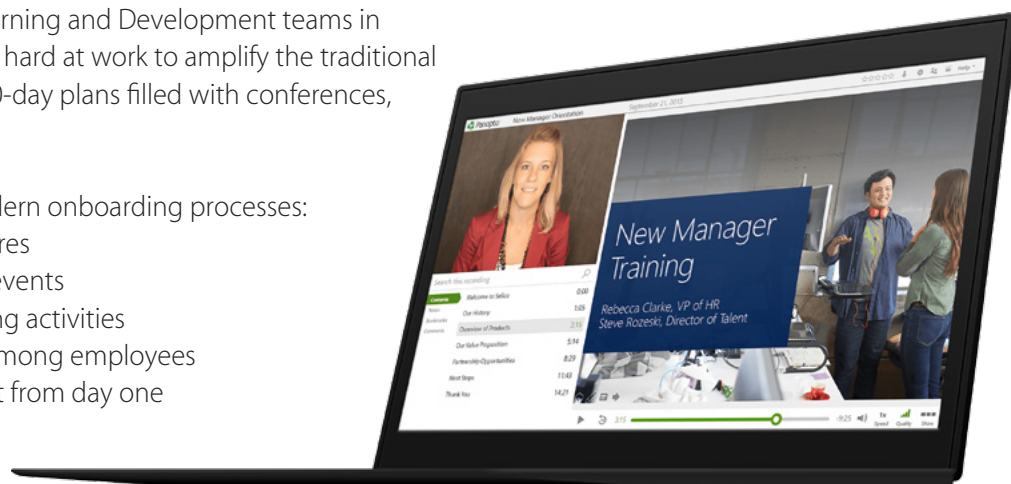 rning and Development teams in
hard at work to amplify the traditional
0-day plans filled with conferences,
dern onboarding processes:
res
events
ng activities
among employees
t from day one
Panopto New Manager Orientation
September 21, 2015
Help
New Manager
Training
Rebecca Clarke, VP of HR
Steve Rozeski, Director of Talent
Search this recording
Contents
Notes
Bookmarks
Comments
Welcome to Sellco 0:00
Our History 1:05
Overview of Products 3:15
Our Value Proposition 5:14
Partnership Opportunities 8:29
Next Steps 11:43
Thank You 14:21
3:15
-9:25
1x
Speed
Quality
Share